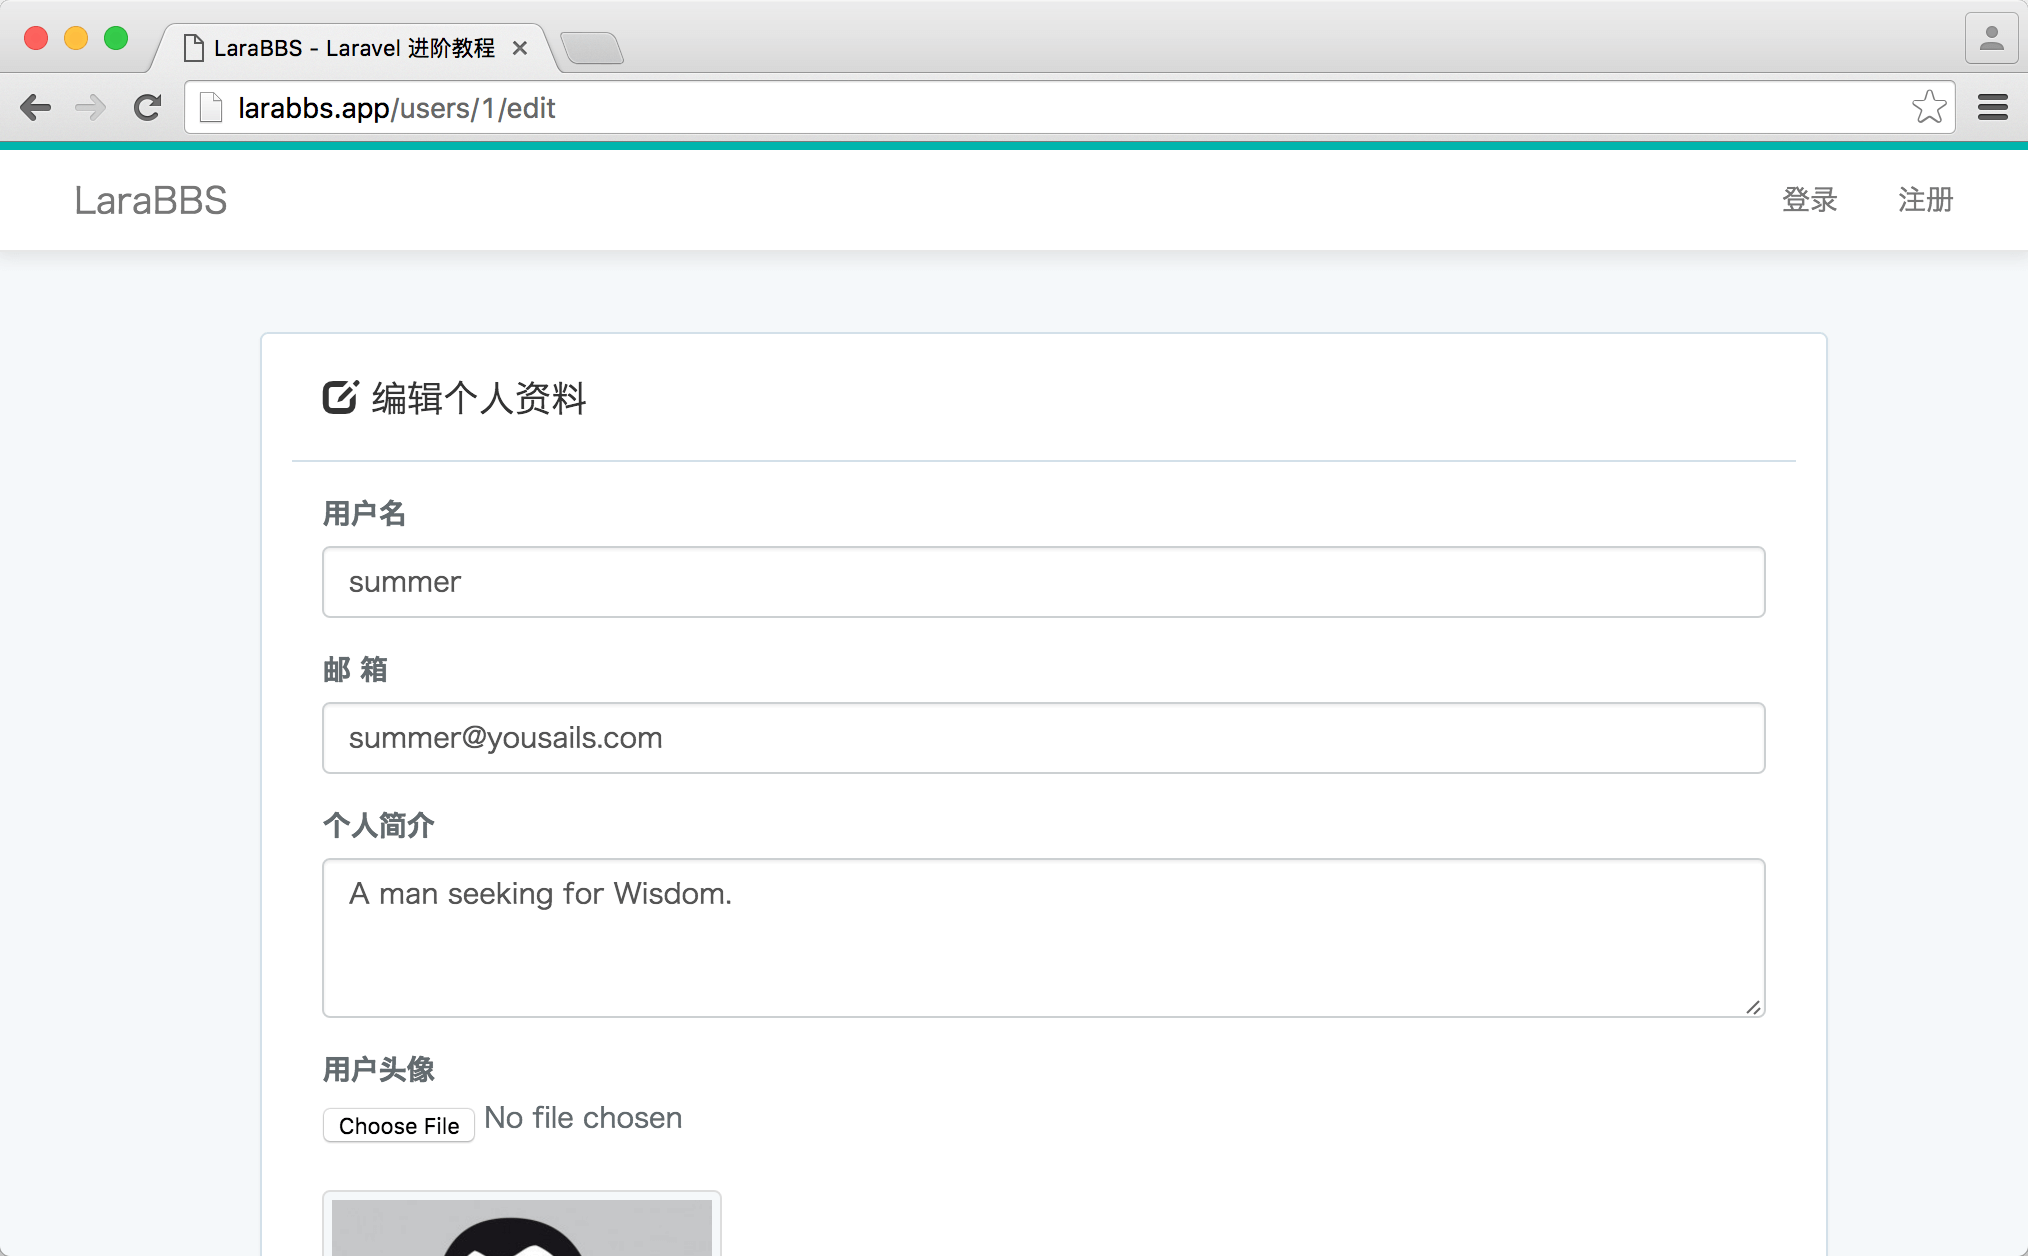 LaraBBS - Laravel 进阶教程
larabbs.app/users/1/edit
LaraBBS
登录
注册
编辑个人资料
用户名
summer
邮 箱
summer@yousails.com
个人简介
A man seeking for Wisdom.
用户头像
Choose File No file chosen